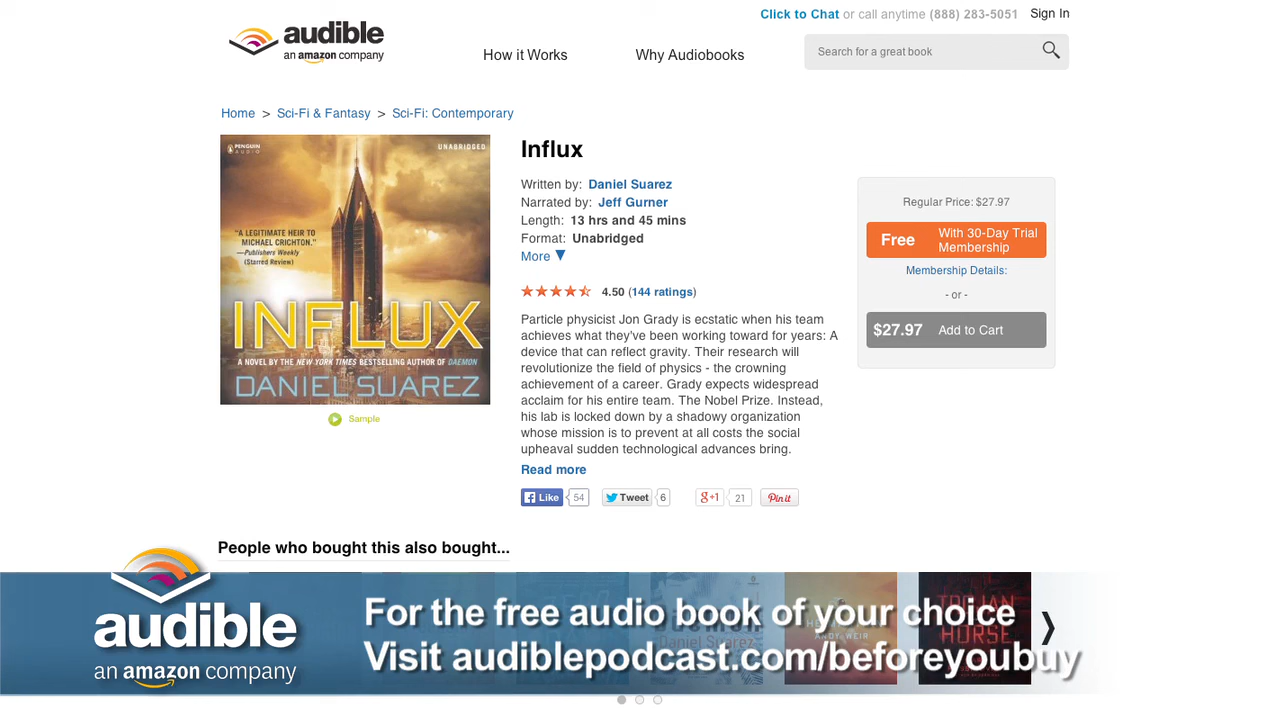 Click to Chat or call anytime (888) 283-5051 Sign In
audible
an amazon company
How it Works Why Audiobooks
Search for a great book
Home > Sci-Fi & Fantasy > Sci-Fi: Contemporary
PENGUIN AUDIO
UNABRIDGED
"A LEGITIMATE HEIR TO
MICHAEL CRICHTON."
—Publishers Weekly
(Starred Review)
INFLUX
A NOVEL BY THE NEW YORK TIMES BESTSELLING AUTHOR OF DAEMON
DANIEL SUAREZ
Sample
Influx
Written by: Daniel Suarez
Narrated by: Jeff Gurner
Length: 13 hrs and 45 mins
Format: Unabridged
More
4.50 (144 ratings)
Particle physicist Jon Grady is ecstatic when his team
achieves what they've been working toward for years: A
device that can reflect gravity. Their research will
revolutionize the field of physics - the crowning
achievement of a career. Grady expects widespread
acclaim for his entire team. The Nobel Prize. Instead,
his lab is locked down by a shadowy organization
whose mission is to prevent at all costs the social
upheaval sudden technological advances bring.
Read more
Like 54 Tweet 6 g+1 21 Pin it
Regular Price: $27.97
Free With 30-Day Trial
Membership
Membership Details:
- or -
$27.97 Add to Cart
People who bought this also bought...
audible
an amazon company
For the free audio book of your choice
Visit audiblepodcast.com/beforeyoubuy
Daniel Suarez
ANDY WEIR
TROJAN
HORSE